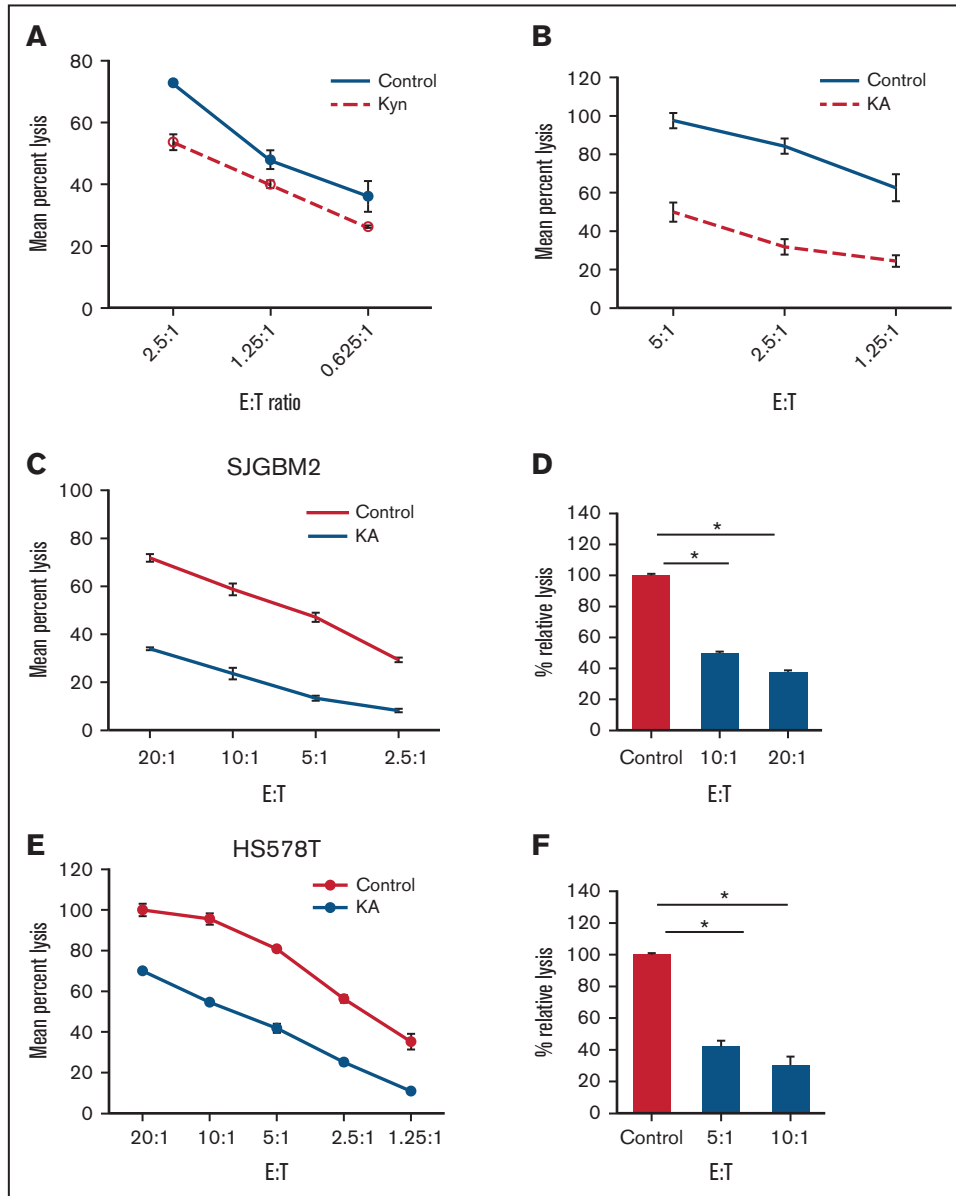 A
Mean percent lysis
80
60
40
20
0
Control
Kyn
2.5:1
1.25:1
0.625:1
E:T ratio
B
Mean percent lysis
120
100
80
60
40
20
0
Control
KA
5:1
2.5:1
1.25:1
E:T
C
SJGBM2
Mean percent lysis
100
80
60
40
20
0
Control
KA
20:1
10:1
5:1
2.5:1
E:T
D
% relative lysis
140
120
100
80
60
40
20
0
*
*
Control
10:1
20:1
E:T
E
HS578T
Mean percent lysis
120
100
80
60
40
20
0
Control
KA
20:1
10:1
5:1
2.5:1
1.25:1
E:T
F
% relative lysis
140
120
100
80
60
40
20
0
*
*
Control
5:1
10:1
E:T